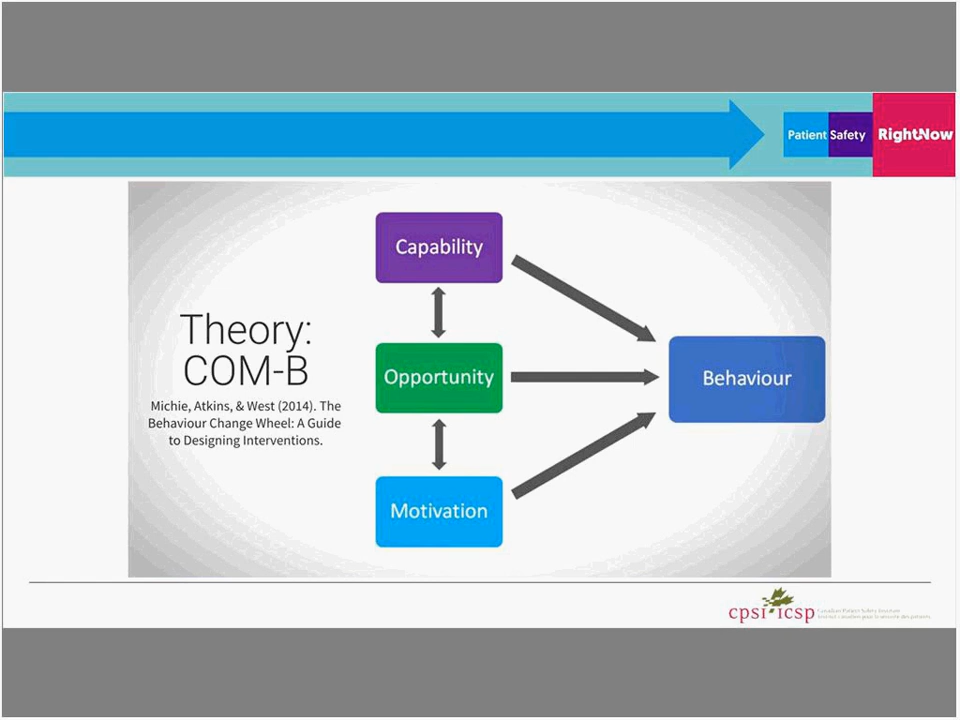 Patient Safety RightNow
Capability
Theory:
COM-B
Michie, Atkins, & West (2014). The
Behaviour Change Wheel: A Guide
to Designing Interventions.
Opportunity
Behaviour
Motivation
cpsi icsp
Canadian Patient Safety Institute
Institut canadien pour la sécurité des patients